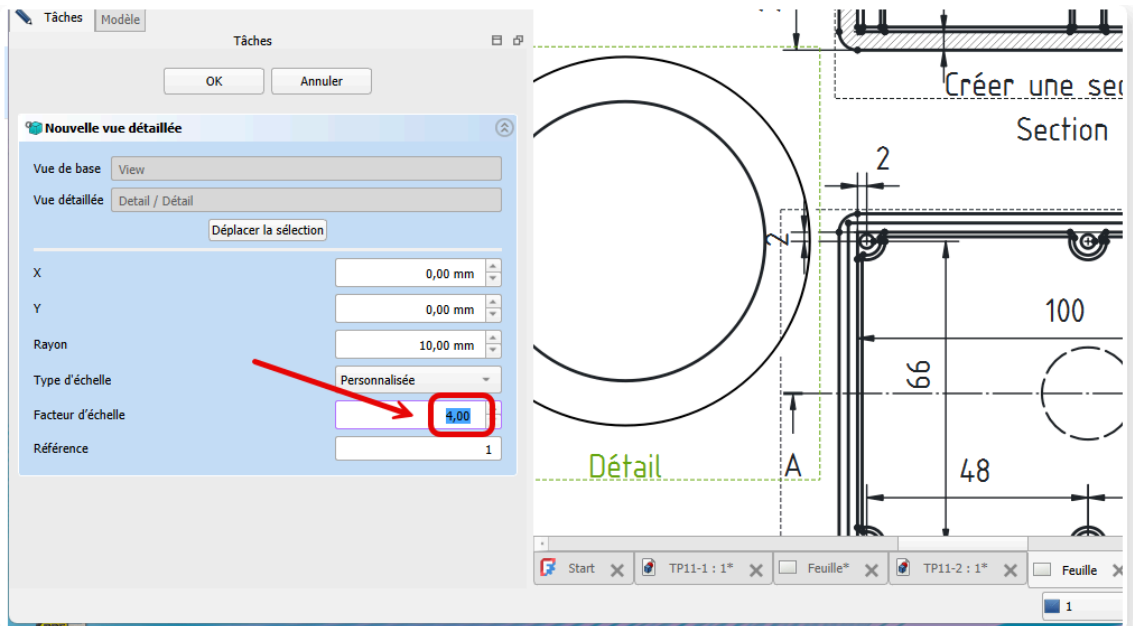 Tâches Modèle
Tâches
OK Annuler
Nouvelle vue détaillée
Vue de base View
Vue détaillée Detail / Détail
Déplacer la sélection
X 0,00 mm
Y 0,00 mm
Rayon 10,00 mm
Type d'échelle Personnalisée
Facteur d'échelle 4,00
Référence 1
Créer une sec
Section
2
2
100
66
Détail
A
48
Start TP11-1 : 1* Feuille* TP11-2 : 1* Feuille
1